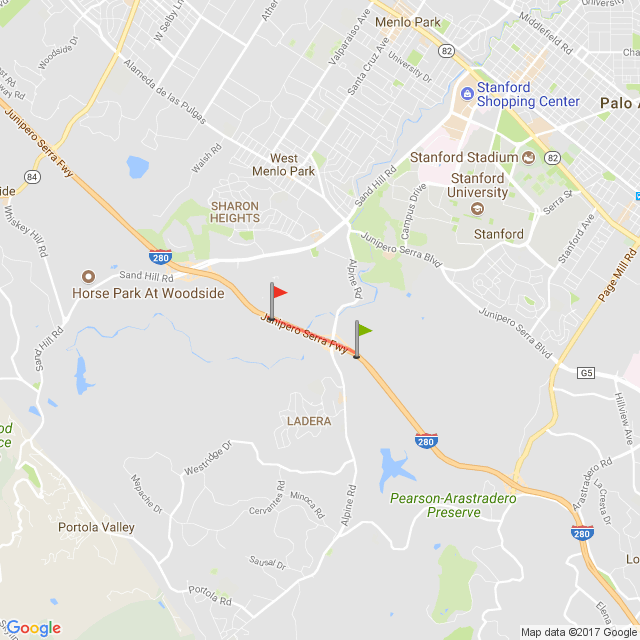 Menlo Park
Middlefield Rd
W Selby Ln
Woodside Dr
Valparaiso Ave
Santa Cruz Ave
University Dr
82
Alameda de las Pulgas
Stanford
Shopping Center
Palo A
Junipero Serra Fwy
Walsh Rd
West
Menlo Park
Stanford Stadium
82
84
Sand Hill Rd
Stanford
University
Campus Drive
Serra St
SHARON
HEIGHTS
Whiskey Hill Rd
Stanford
Stanford Ave
Junipero Serra Blvd
280
Alpine Rd
Page Mill Rd
Sand Hill Rd
Horse Park At Woodside
Junipero Serra Fwy
Junipero Serra Blvd
Sand Hill Rd
G5
Hillview Ave
LADERA
280
Westridge Dr
Arastradero Rd
Mapache Dr
Cervantes Rd
Minoca Rd
Alpine Rd
La Cresta Dr
Pearson-Arastradero
Preserve
Portola Valley
280
Sausal Dr
Portola Rd
Lo
Google
Map data ©2017 Google